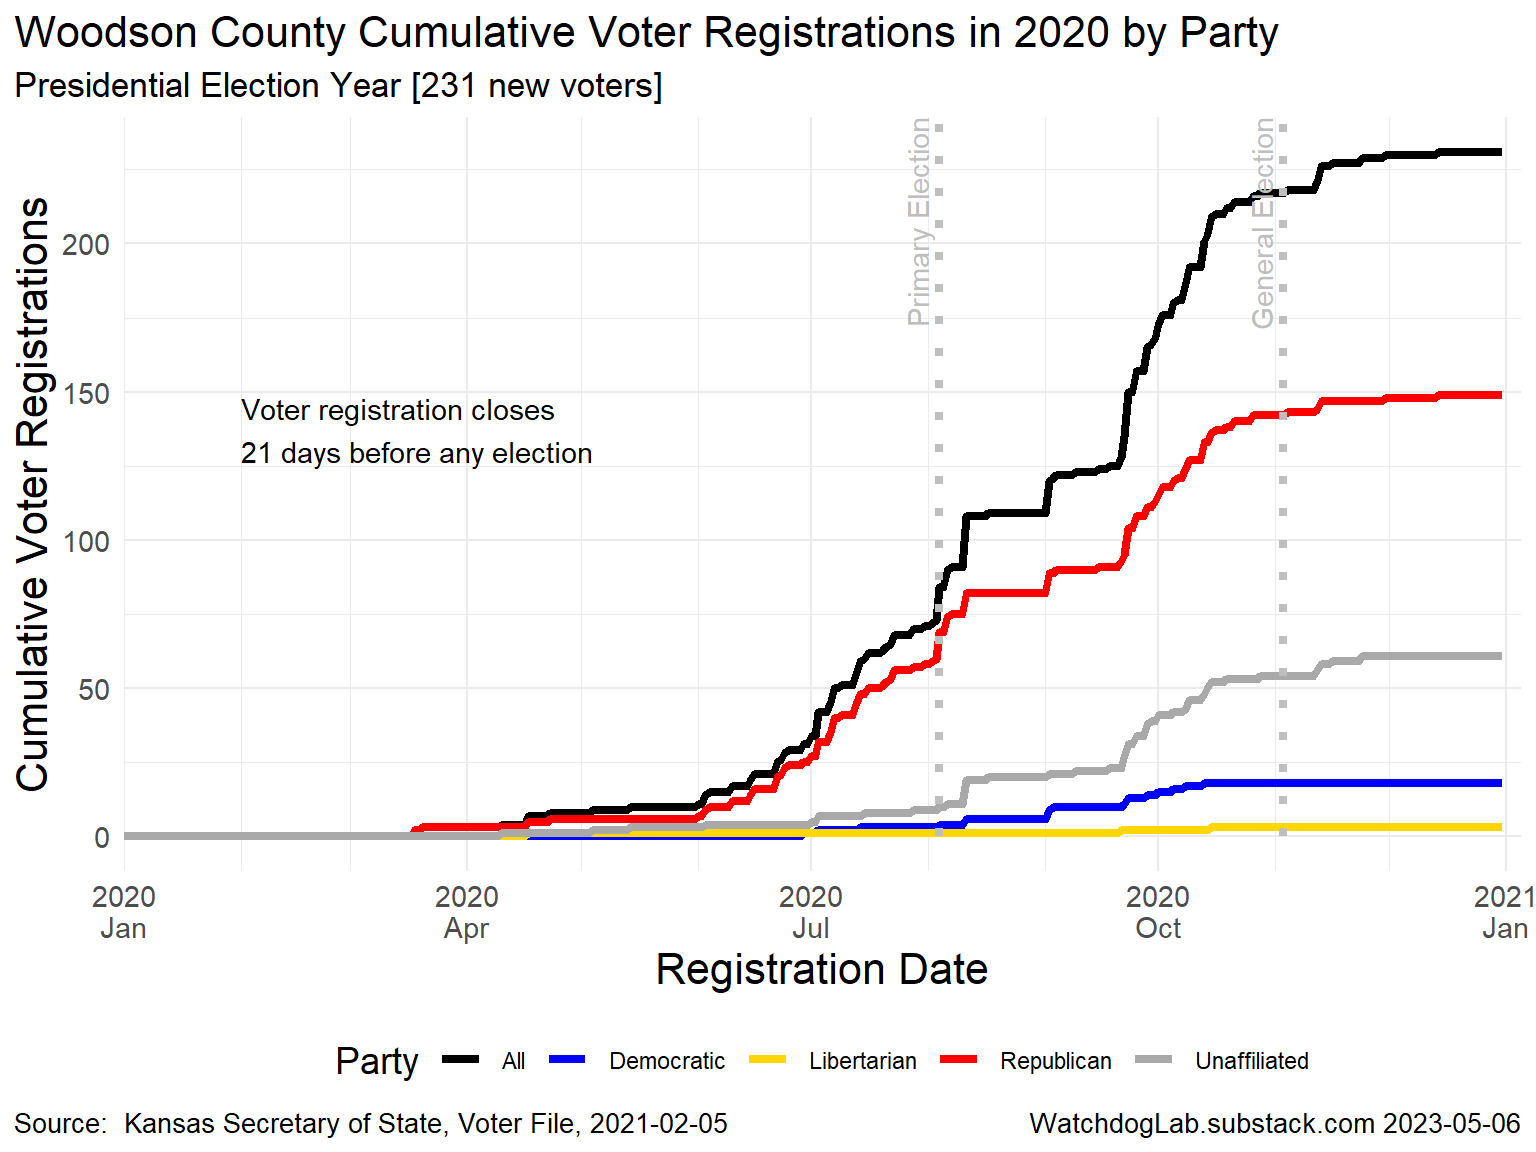 Woodson County Cumulative Voter Registrations in 2020 by Party
Presidential Election Year [231 new voters]
Cumulative Voter Registrations
200
150
100
50
0
Primary Election
General Election
Voter registration closes
21 days before any election
2020
Jan
2020
Apr
2020
Jul
2020
Oct
2021
Jan
Registration Date
Party
All
Democratic
Libertarian
Republican
Unaffiliated
Source:  Kansas Secretary of State, Voter File, 2021-02-05
WatchdogLab.substack.com 2023-05-06